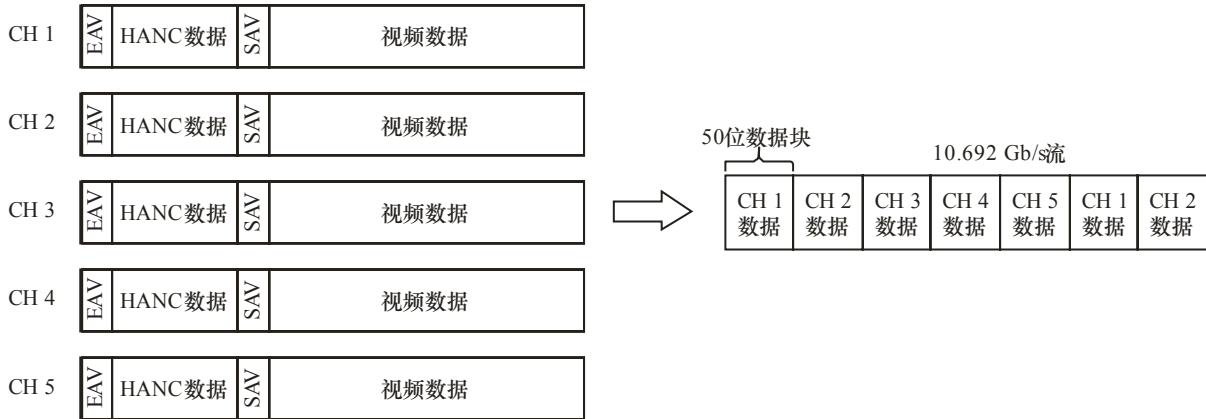 CH 1 EAV HANC数据 SAV 视频数据
CH 2 EAV HANC数据 SAV 视频数据
CH 3 EAV HANC数据 SAV 视频数据
CH 4 EAV HANC数据 SAV 视频数据
CH 5 EAV HANC数据 SAV 视频数据
50位数据块
10.692 Gb/s流
CH 1 CH 2 CH 3 CH 4 CH 5 CH 1 CH 2
数据 数据 数据 数据 数据 数据 数据